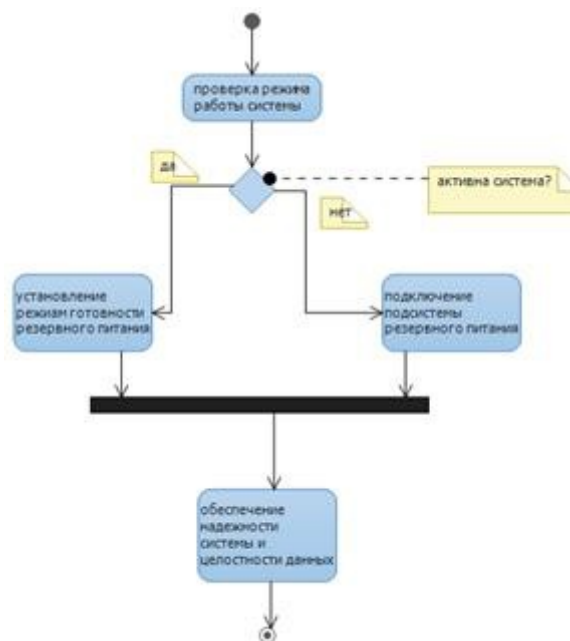 проверка режима
работы системы
да
активна система?
нет
установление
режиам готовности
резервного питания
подключение
подсистемы
резервного питания
обеспечение
надежности
системы и
целостности данных